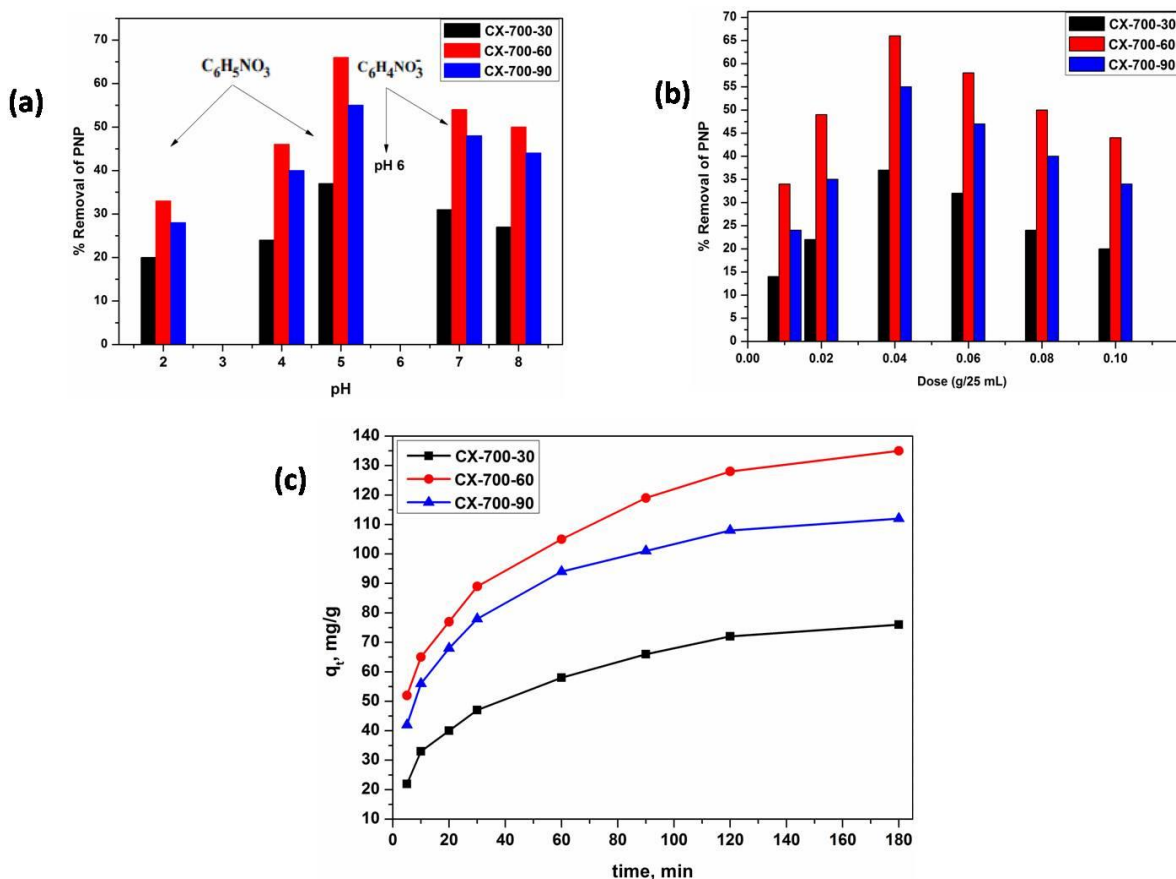 (a)
% Removal of PNP
70
60
50
40
30
20
10
0
C₆H₅NO₃
C₆H₄NO₃⁻
pH 6
CX-700-30
CX-700-60
CX-700-90
2 3 4 5 6 7 8
pH
(b)
% Removal of PNP
70
65
60
55
50
45
40
35
30
25
20
15
10
5
0
CX-700-30
CX-700-60
CX-700-90
0.00 0.02 0.04 0.06 0.08 0.10
Dose (g/25 mL)
(c)
qt, mg/g
140
130
120
110
100
90
80
70
60
50
40
30
20
10
CX-700-30
CX-700-60
CX-700-90
0 20 40 60 80 100 120 140 160 180
time, min